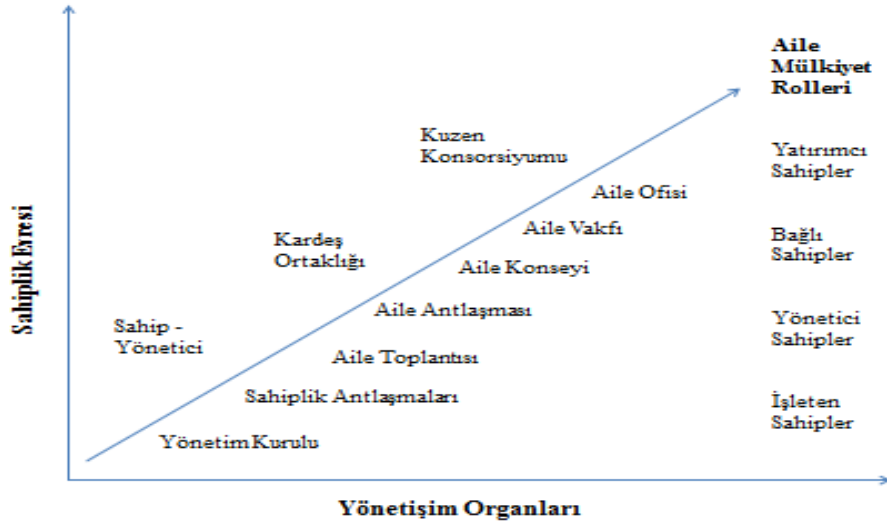 Aile
Mülkiyet
Rolleri
Kuzen
Konsorsiyumu
Yatırımcı
Sahipler
Aile Ofisi
Aile Vakfı
Kardeş
Ortaklığı
Bağlı
Sahipler
Aile Konseyi
Sahiplik Evresi
Aile Antlaşması
Sahip -
Yönetici
Yönetici
Sahipler
Aile Toplantısı
Sahiplik Antlaşmaları
İşleten
Sahipler
Yönetim Kurulu
Yönetişim Organları